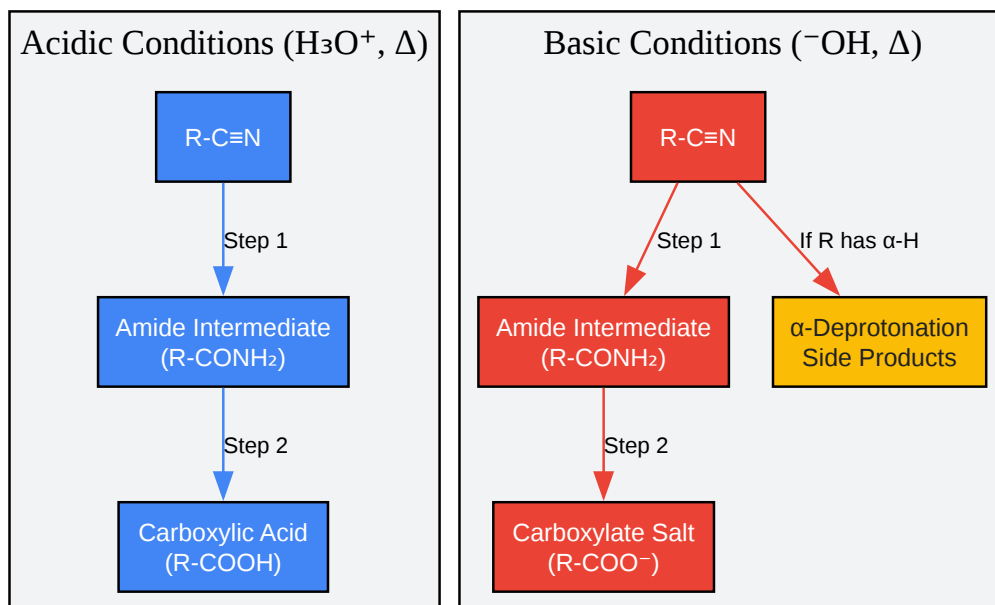 Acidic Conditions (H₃O⁺, Δ)
R-C≡N
Step 1
Amide Intermediate
(R-CONH₂)
Step 2
Carboxylic Acid
(R-COOH)
Basic Conditions (⁻OH, Δ)
R-C≡N
Step 1
If R has α-H
Amide Intermediate
(R-CONH₂)
α-Deprotonation
Side Products
Step 2
Carboxylate Salt
(R-COO⁻)